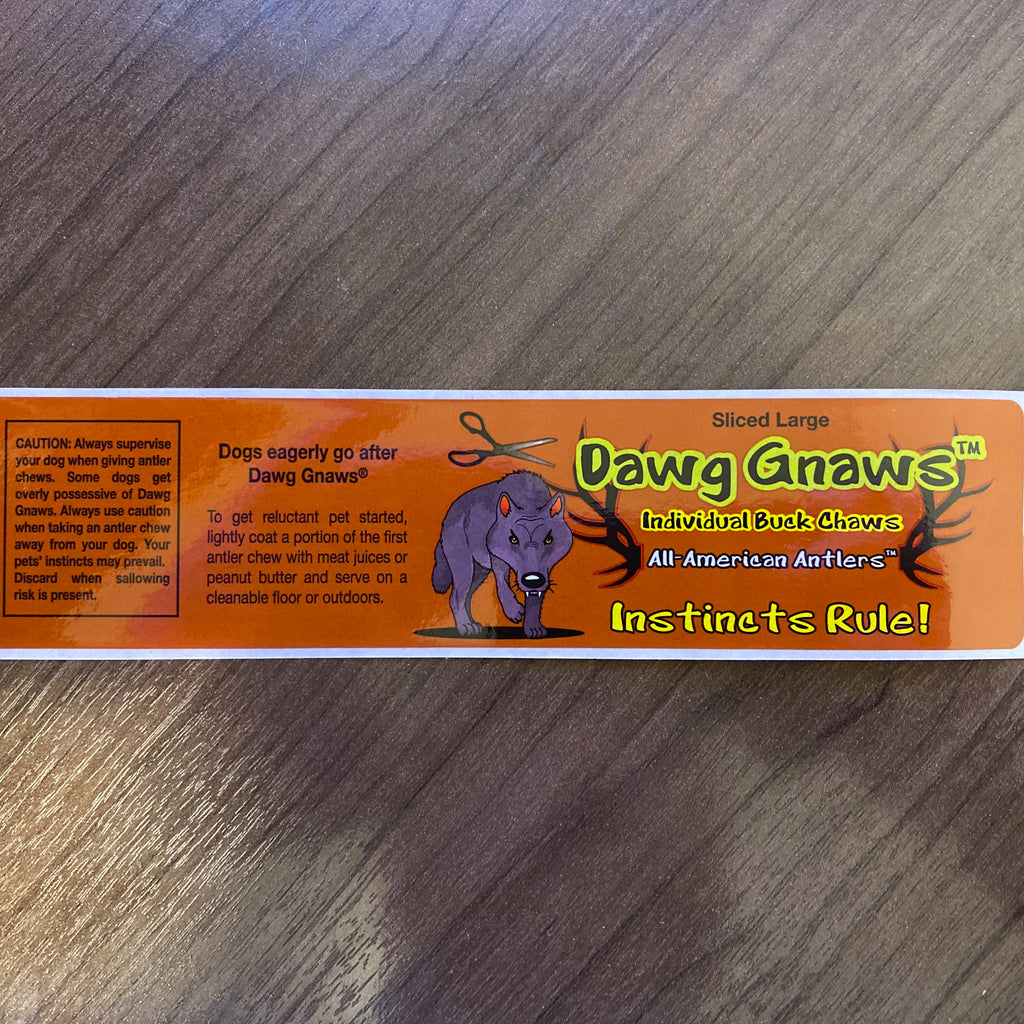 CAUTION: Always supervise
your dog when giving antler
chews. Some dogs get
overly possessive of Dawg
Gnaws. Always use caution
when taking an antler chew
away from your dog. Your
pets' instincts may prevail.
Discard when sallowing
risk is present.
Dogs eagerly go after
Dawg Gnaws®
To get reluctant pet started,
lightly coat a portion of the first
antler chew with meat juices or
peanut butter and serve on a
cleanable floor or outdoors.
Sliced Large
Dawg Gnaws™
Individual Buck Chaws
All-American Antlers™
Instincts Rule!